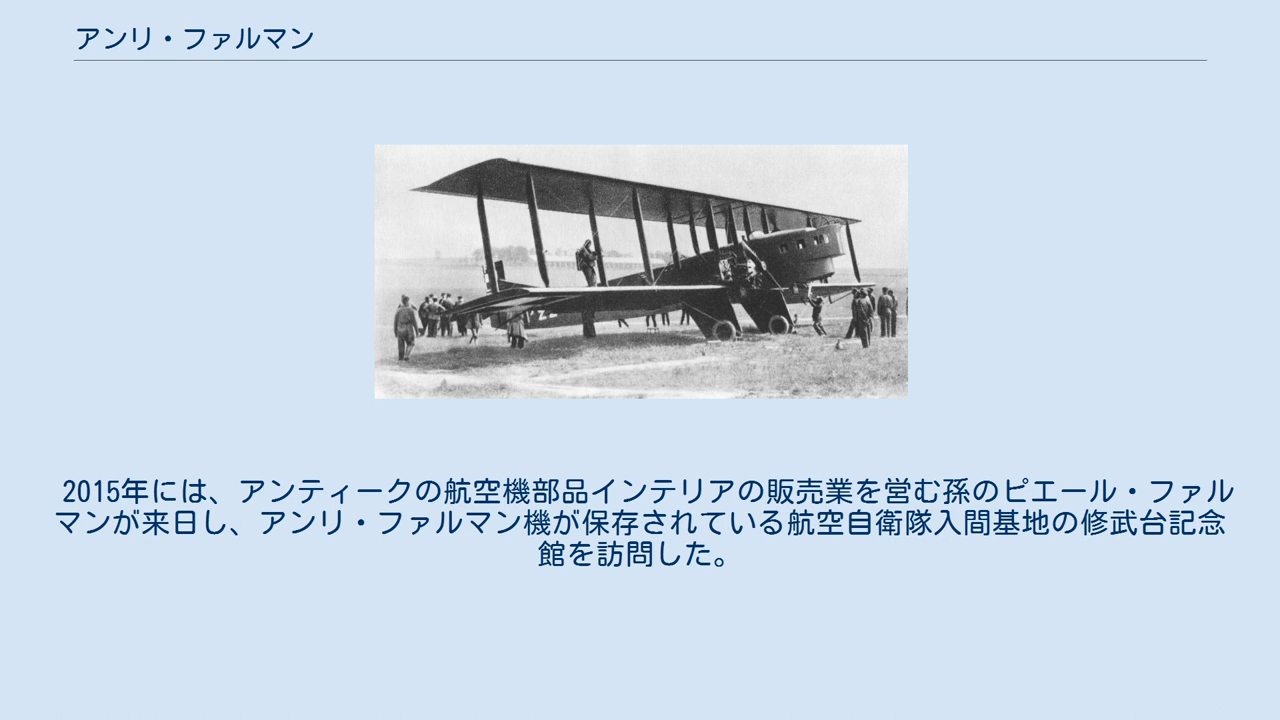 アンリ・ファルマン
2015年には、アンティークの航空機部品インテリアの販売業を営む孫のピエール・ファル
マンが来日し、アンリ・ファルマン機が保存されている航空自衛隊入間基地の修武台記念
館を訪問した。